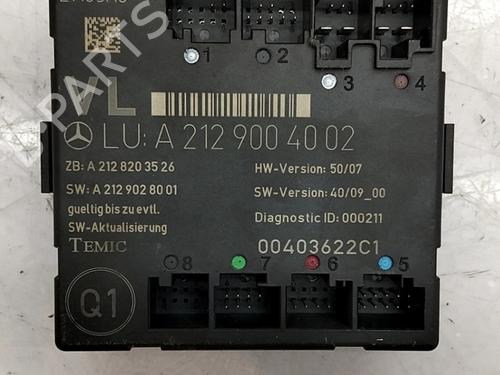 1
2
3
4
VL
LU: A 212 900 40 02
ZB: A 212 820 35 26
HW-Version: 50/07
SW: A 212 902 80 01
SW-Version: 40/09_00
gueltig bis zu evtl.
Diagnostic ID: 000211
SW-Aktualisierung
TEMIC
00403622C1
8
7
6
5
Q1